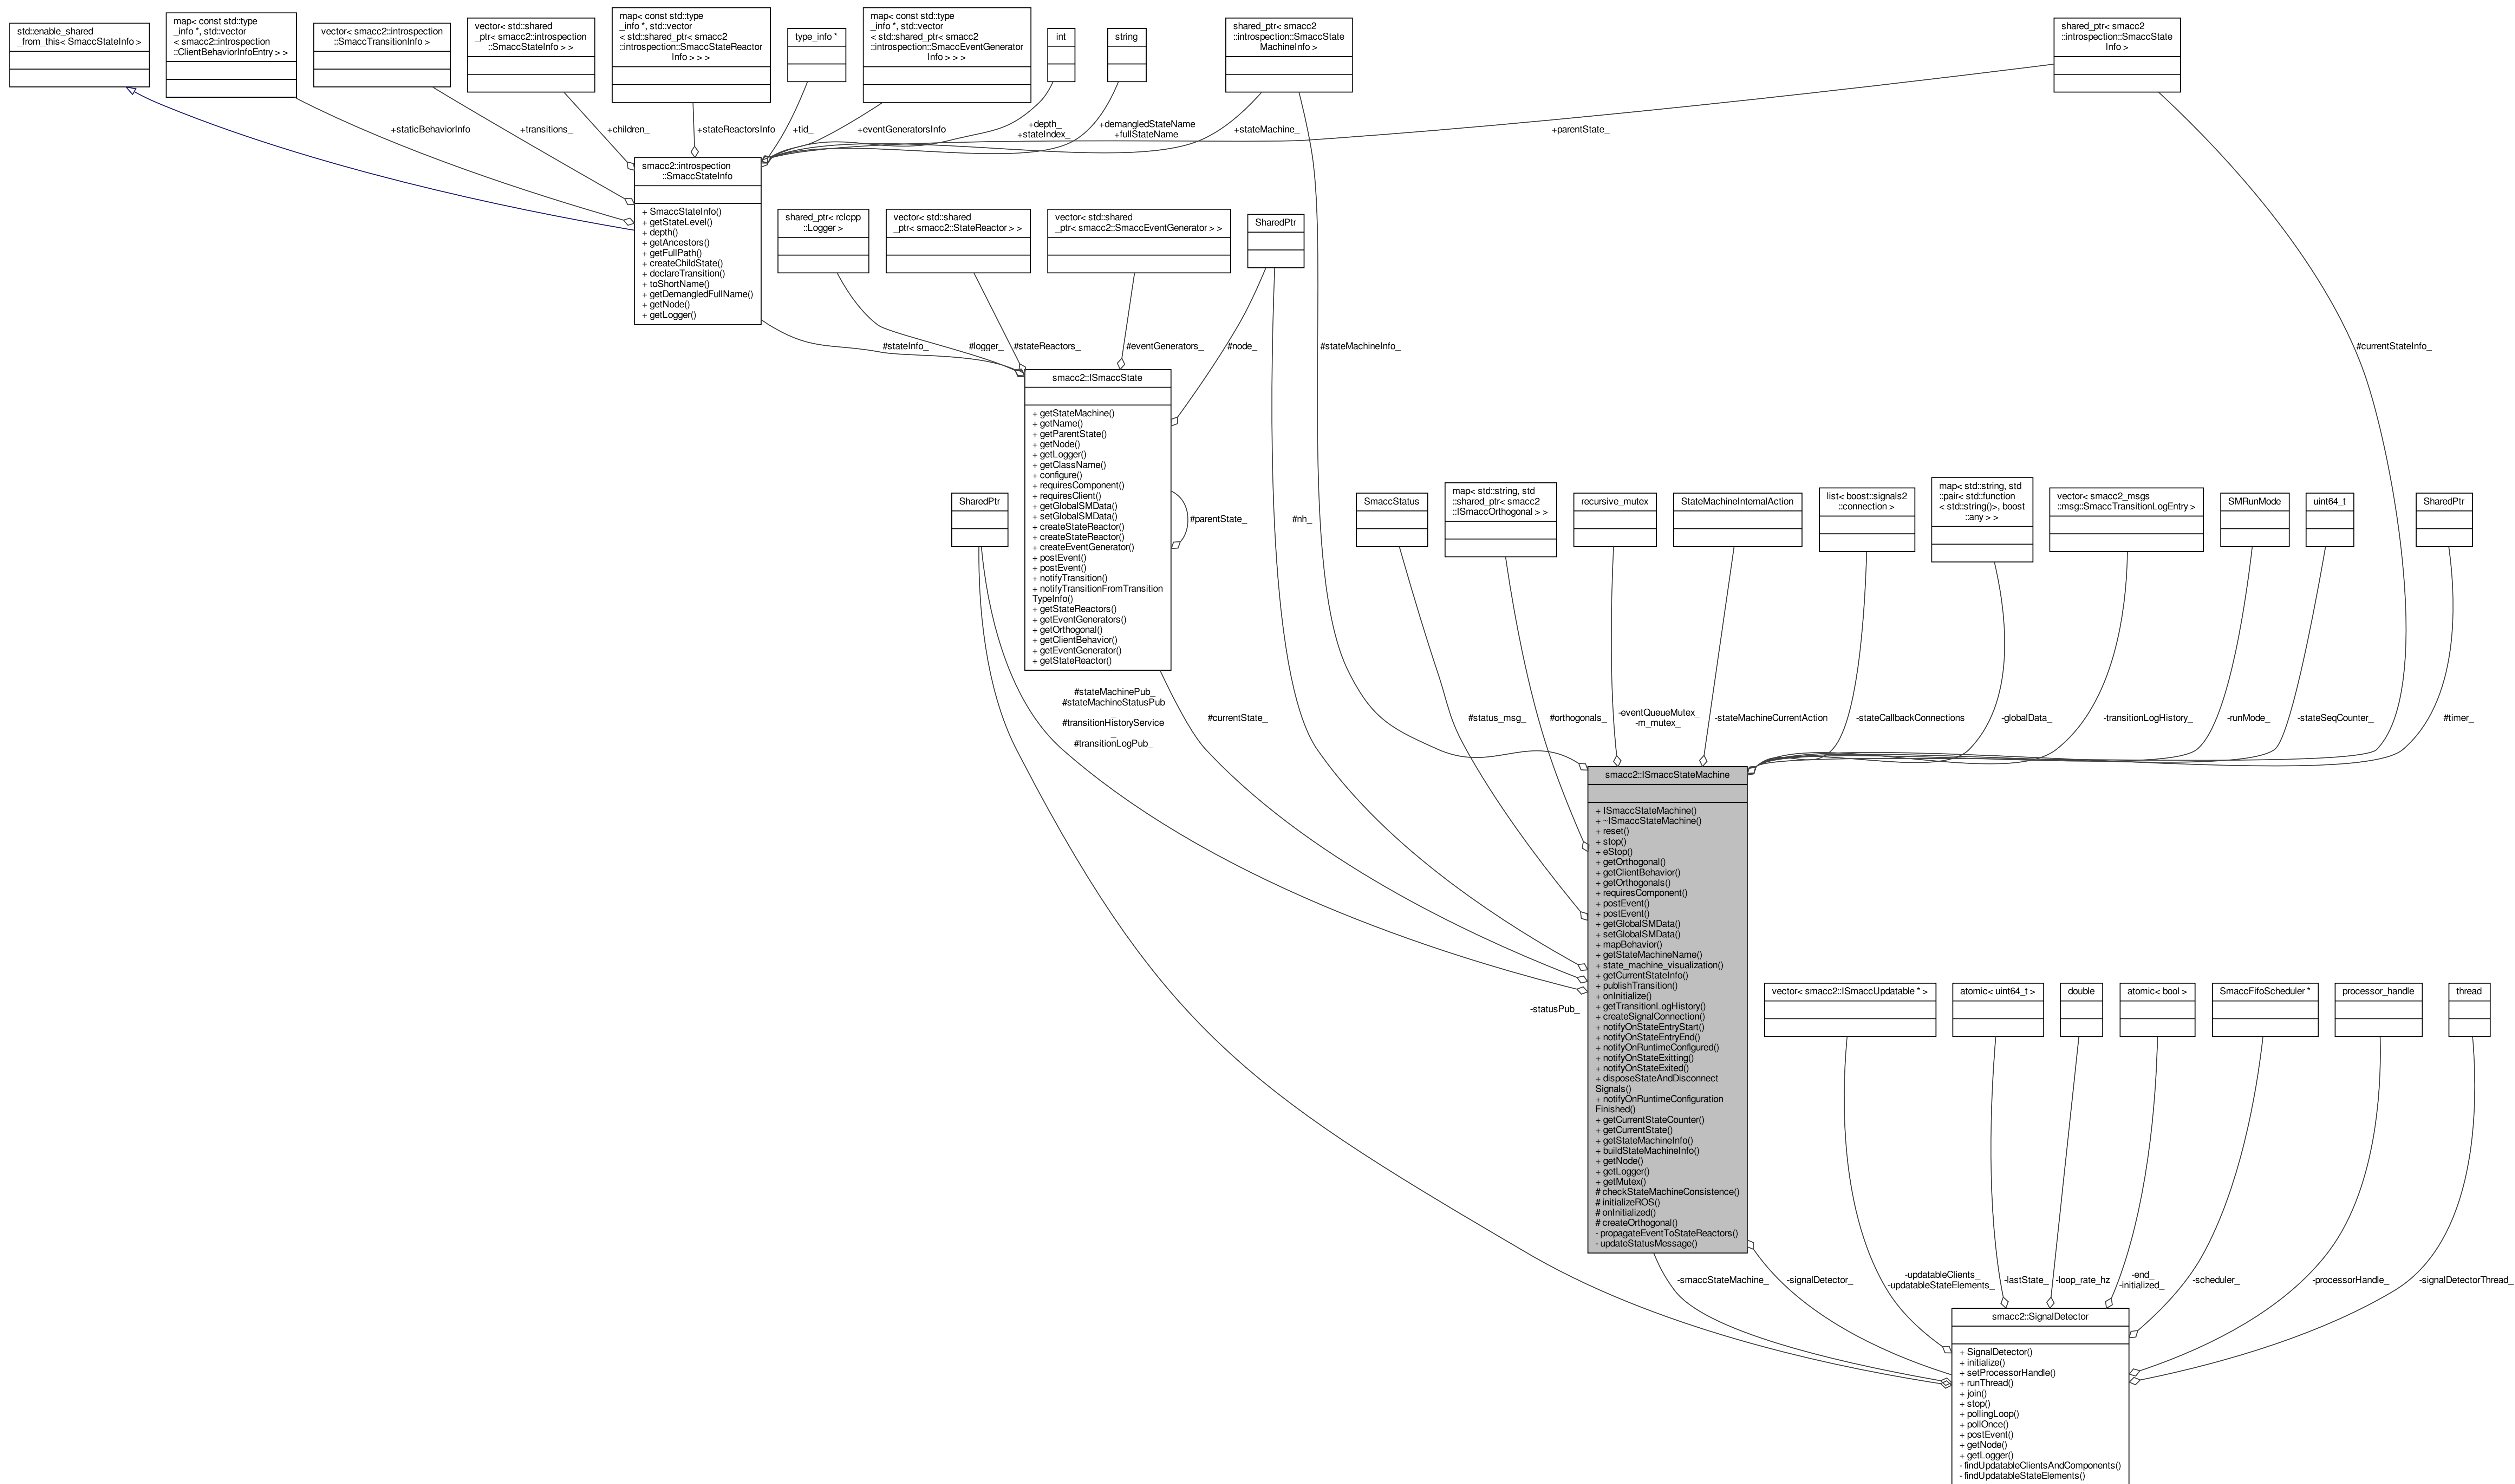 std::enable_shared
_from_this< SmaccStateInfo >
map< const std::type
_info *, std::vector
< smacc2::introspection
::ClientBehaviorInfoEntry > >
vector< smacc2::introspection
::SmaccTransitionInfo >
vector< std::shared
_ptr< smacc2::introspection
::SmaccStateInfo > >
map< const std::type
_info *, std::vector
< std::shared_ptr< smacc2
::introspection::SmaccStateReactor
Info > > >
type_info *
map< const std::type
_info *, std::vector
< std::shared_ptr< smacc2
::introspection::SmaccEventGenerator
Info > > >
int
string
shared_ptr< smacc2
::introspection::SmaccState
MachineInfo >
shared_ptr< smacc2
::introspection::SmaccState
Info >
+staticBehaviorInfo
+transitions_
+children_
+stateReactorsInfo
+tid_
+eventGeneratorsInfo
+depth_
+stateIndex_
+demangledStateName
+fullStateName
+stateMachine_
+parentState_
smacc2::introspection
::SmaccStateInfo
+ SmaccStateInfo()
+ getStateLevel()
+ depth()
+ getAncestors()
+ getFullPath()
+ createChildState()
+ declareTransition()
+ toShortName()
+ getDemangledFullName()
+ getNode()
+ getLogger()
shared_ptr< rclcpp
::Logger >
vector< std::shared
_ptr< smacc2::StateReactor > >
vector< std::shared
_ptr< smacc2::SmaccEventGenerator > >
SharedPtr
#stateInfo_
#logger_
#stateReactors_
#eventGenerators_
#node_
#stateMachineInfo_
#currentStateInfo_
smacc2::ISmaccState
+ getStateMachine()
+ getName()
+ getParentState()
+ getNode()
+ getLogger()
+ getClassName()
+ configure()
+ requiresComponent()
+ requiresClient()
+ getGlobalSMData()
+ setGlobalSMData()
+ createStateReactor()
+ createStateReactor()
+ createEventGenerator()
+ postEvent()
+ postEvent()
+ notifyTransition()
+ notifyTransitionFromTransition
TypeInfo()
+ getStateReactors()
+ getEventGenerators()
+ getOrthogonal()
+ getClientBehavior()
+ getEventGenerator()
+ getStateReactor()
#parentState_
#nh_
SharedPtr
SmaccStatus
map< std::string, std
::shared_ptr< smacc2
::ISmaccOrthogonal > >
recursive_mutex
StateMachineInternalAction
list< boost::signals2
::connection >
map< std::string, std
::pair< std::function
< std::string()>, boost
::any > >
vector< smacc2_msgs
::msg::SmaccTransitionLogEntry >
SMRunMode
uint64_t
SharedPtr
#stateMachinePub_
#stateMachineStatusPub
_
#transitionHistoryService
_
#transitionLogPub_
#currentState_
#status_msg_
#orthogonals_
-eventQueueMutex_
-m_mutex_
-stateMachineCurrentAction
-stateCallbackConnections
-globalData_
-transitionLogHistory_
-runMode_
-stateSeqCounter_
#timer_
smacc2::ISmaccStateMachine
+ ISmaccStateMachine()
+ ~ISmaccStateMachine()
+ reset()
+ stop()
+ eStop()
+ getOrthogonal()
+ getClientBehavior()
+ getOrthogonals()
+ requiresComponent()
+ postEvent()
+ postEvent()
+ getGlobalSMData()
+ setGlobalSMData()
+ mapBehavior()
+ getStateMachineName()
+ state_machine_visualization()
+ getCurrentStateInfo()
+ publishTransition()
+ onInitialize()
+ getTransitionLogHistory()
+ createSignalConnection()
+ notifyOnStateEntryStart()
+ notifyOnStateEntryEnd()
+ notifyOnRuntimeConfigured()
+ notifyOnStateExitting()
+ notifyOnStateExited()
+ disposeStateAndDisconnect
Signals()
+ notifyOnRuntimeConfiguration
Finished()
+ getCurrentStateCounter()
+ getCurrentState()
+ getStateMachineInfo()
+ buildStateMachineInfo()
+ getNode()
+ getLogger()
+ getMutex()
# checkStateMachineConsistence()
# initializeROS()
# onInitialized()
# createOrthogonal()
- propagateEventToStateReactors()
- updateStatusMessage()
-statusPub_
vector< smacc2::ISmaccUpdatable * >
atomic< uint64_t >
double
atomic< bool >
SmaccFifoScheduler *
processor_handle
thread
-smaccStateMachine_
-signalDetector_
-updatableClients_
-updatableStateElements_
-lastState_
-loop_rate_hz
-end_
-initialized_
-scheduler_
-processorHandle_
-signalDetectorThread_
smacc2::SignalDetector
+ SignalDetector()
+ initialize()
+ setProcessorHandle()
+ runThread()
+ join()
+ stop()
+ pollingLoop()
+ pollOnce()
+ postEvent()
+ getNode()
+ getLogger()
- findUpdatableClientsAndComponents()
- findUpdatableStateElements()